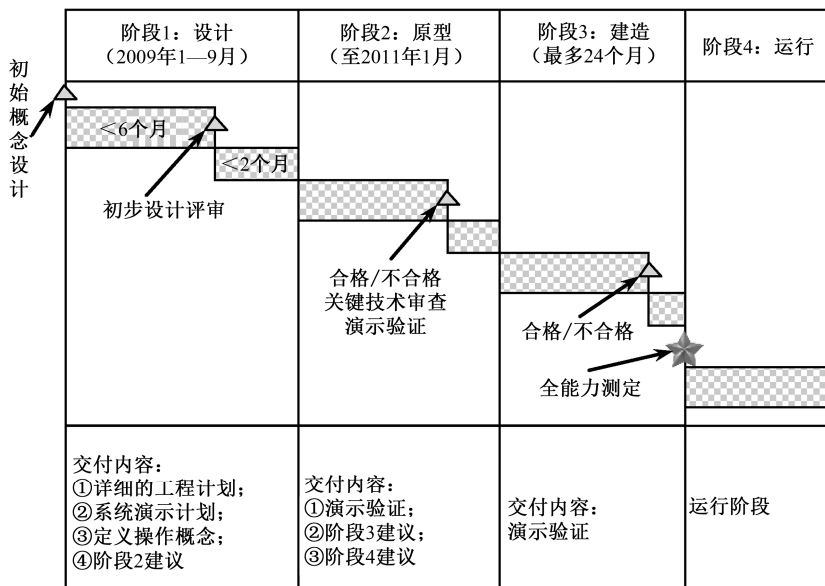 阶段1：设计
（2009年1—9月）
阶段2：原型
（至2011年1月）
阶段3：建造
（最多24个月）
阶段4：运行
初始概念设计
＜6个月
＜2个月
初步设计评审
合格/不合格
关键技术审查
演示验证
合格/不合格
全能力测定
交付内容：
①详细的工程计划；
②系统演示计划；
③定义操作概念；
④阶段2建议
交付内容：
①演示验证；
②阶段3建议；
③阶段4建议
交付内容：
演示验证
运行阶段